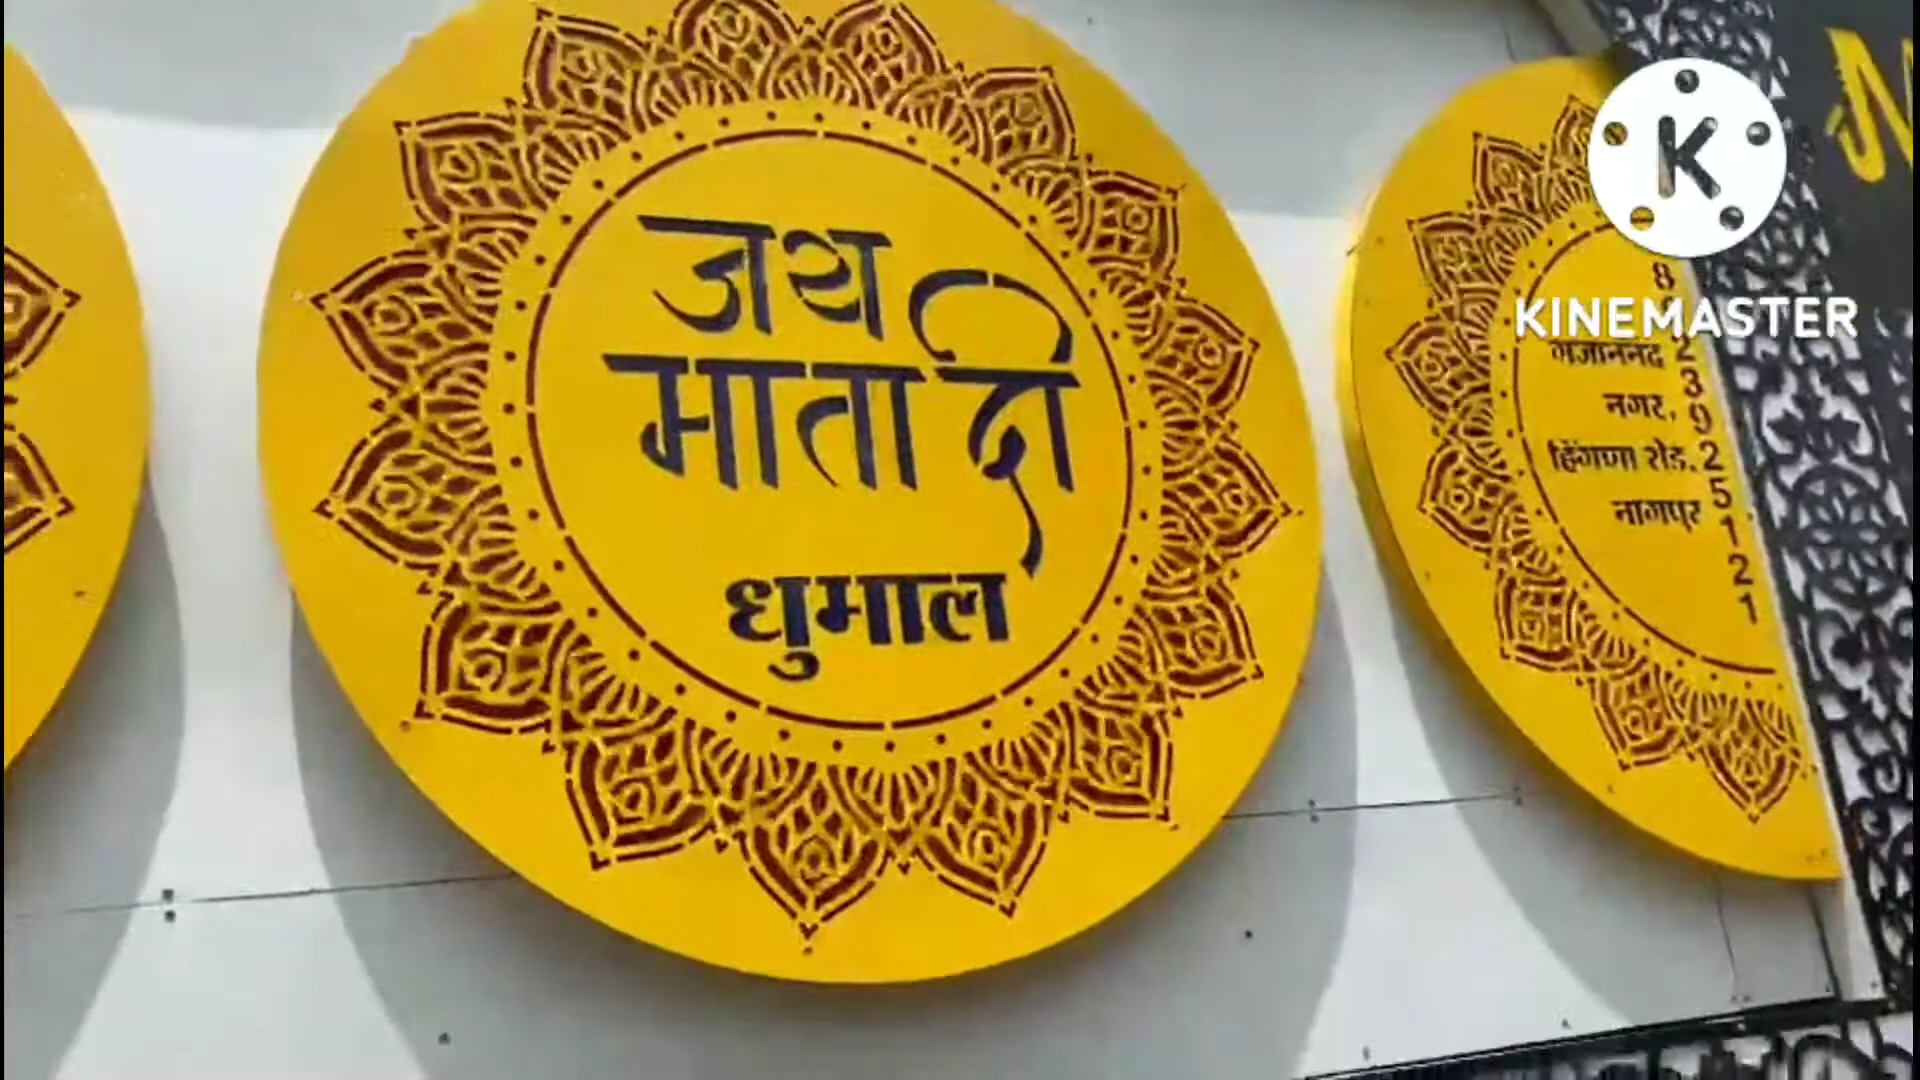 जय
माता दी
धुमाल
KINEMASTER
गजानन
नगर,
हिंगणा रोड,
नागपूर
8
2
3
9
2
5
1
2
1